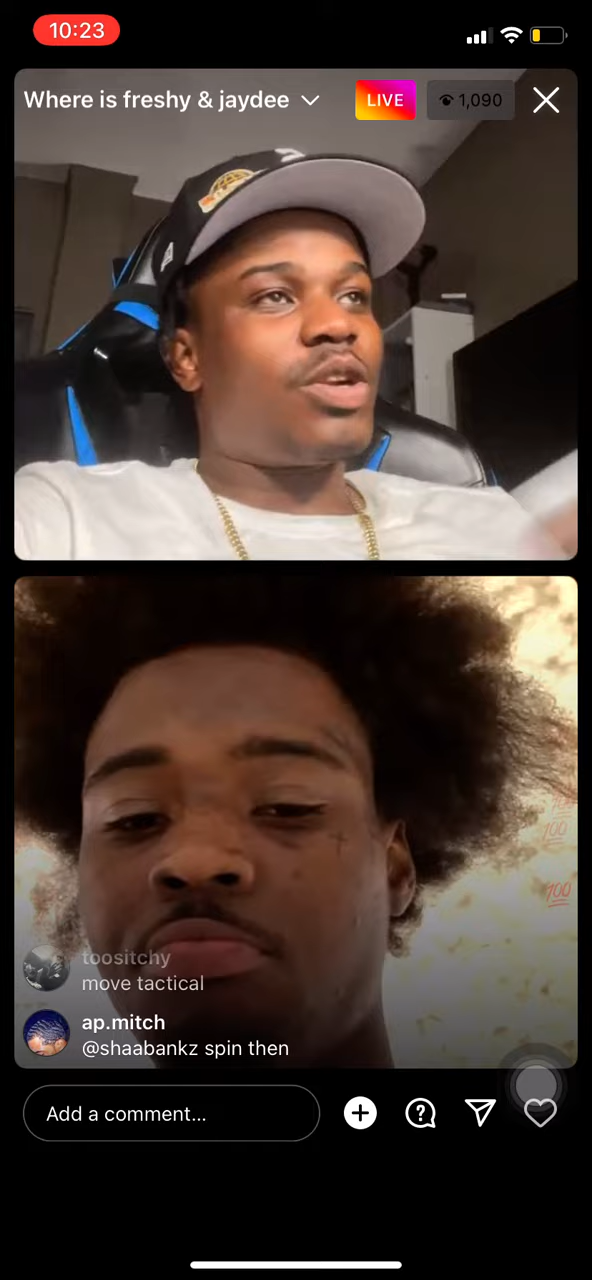 10:23
Where is freshy & jaydee
LIVE
1,090
💯
💯
toositchy
move tactical
ap.mitch
@shaabankz spin then
Add a comment...